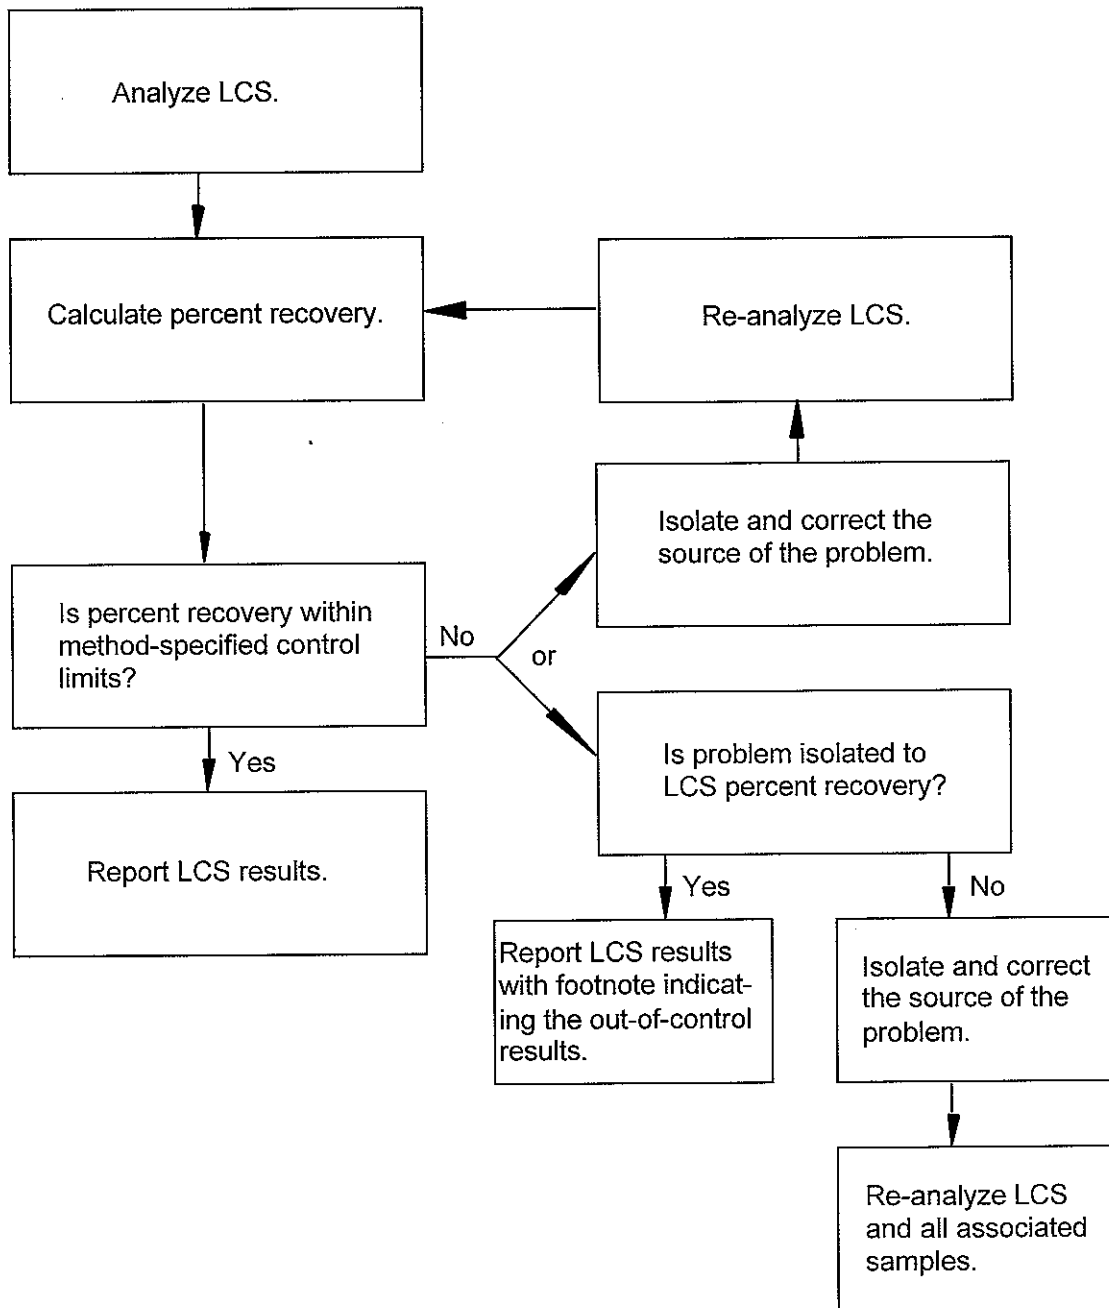 Analyze LCS.
Calculate percent recovery.
Re-analyze LCS.
Isolate and correct the
source of the problem.
Is percent recovery within
method-specified control
limits?
No
or
Is problem isolated to
LCS percent recovery?
Yes
Report LCS results.
Yes
No
Report LCS results
with footnote indicat-
ing the out-of-control
results.
Isolate and correct
the source of the
problem.
Re-analyze LCS
and all associated
samples.